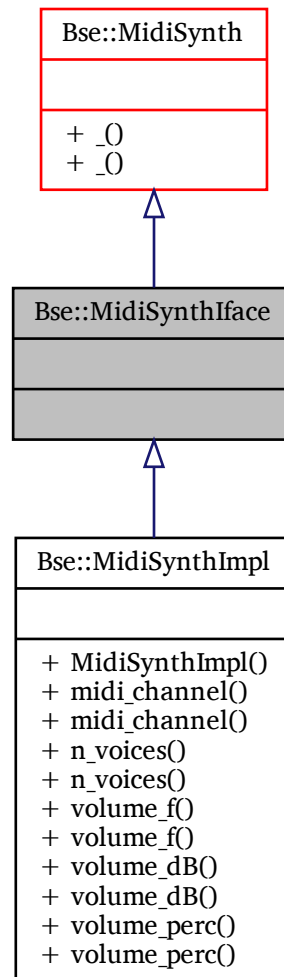 Bse::MidiSynth
+ _()
+ _()
Bse::MidiSynthIface
Bse::MidiSynthImpl
+ MidiSynthImpl()
+ midi_channel()
+ midi_channel()
+ n_voices()
+ n_voices()
+ volume_f()
+ volume_f()
+ volume_dB()
+ volume_dB()
+ volume_perc()
+ volume_perc()